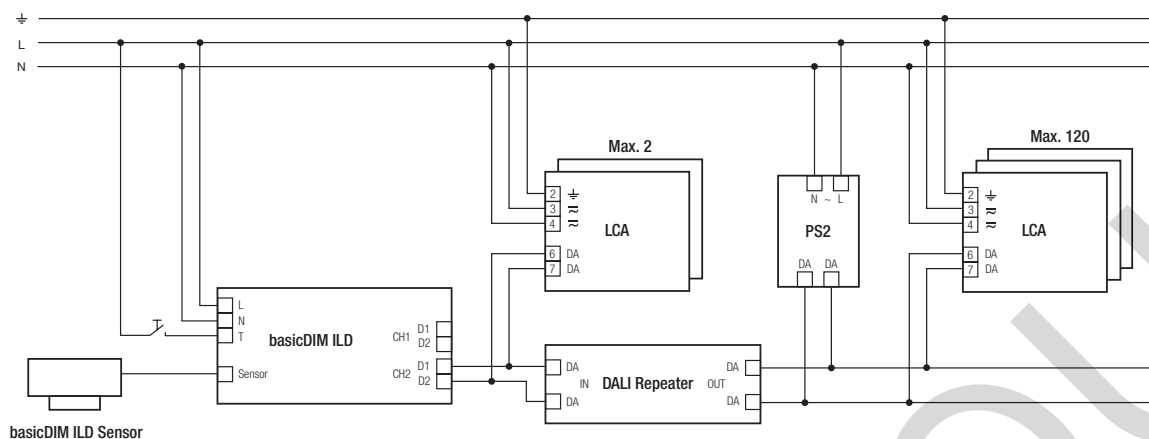 L
N
Max. 2
Max. 120
2
3
4
LCA
6 DA
7 DA
N ~ L
PS2
DA DA
2
3
4
LCA
6 DA
7 DA
L
N
T
Sensor
basicDIM ILD
CH1
D1
D2
CH2
D1
D2
DA
IN
DA
DALI Repeater
DA
OUT
DA
basicDIM ILD Sensor